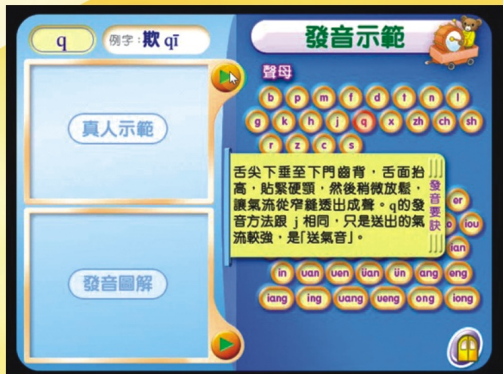 q
例字：欺 qī
真人示範
發音圖解
發音示範
聲母
b p m f d t n l
g k h j q x zh ch sh
r z c s
舌尖下垂至下門齒背，舌面抬
高，貼緊硬顎，然後稍微放鬆，
讓氣流從窄縫透出成聲。q的發
音方法跟 j 相同，只是送出的氣
流較強，是「送氣音」。
發音要訣
er
iou
ian
in uan uen üan ün ang eng
iang ing uang ueng ong iong